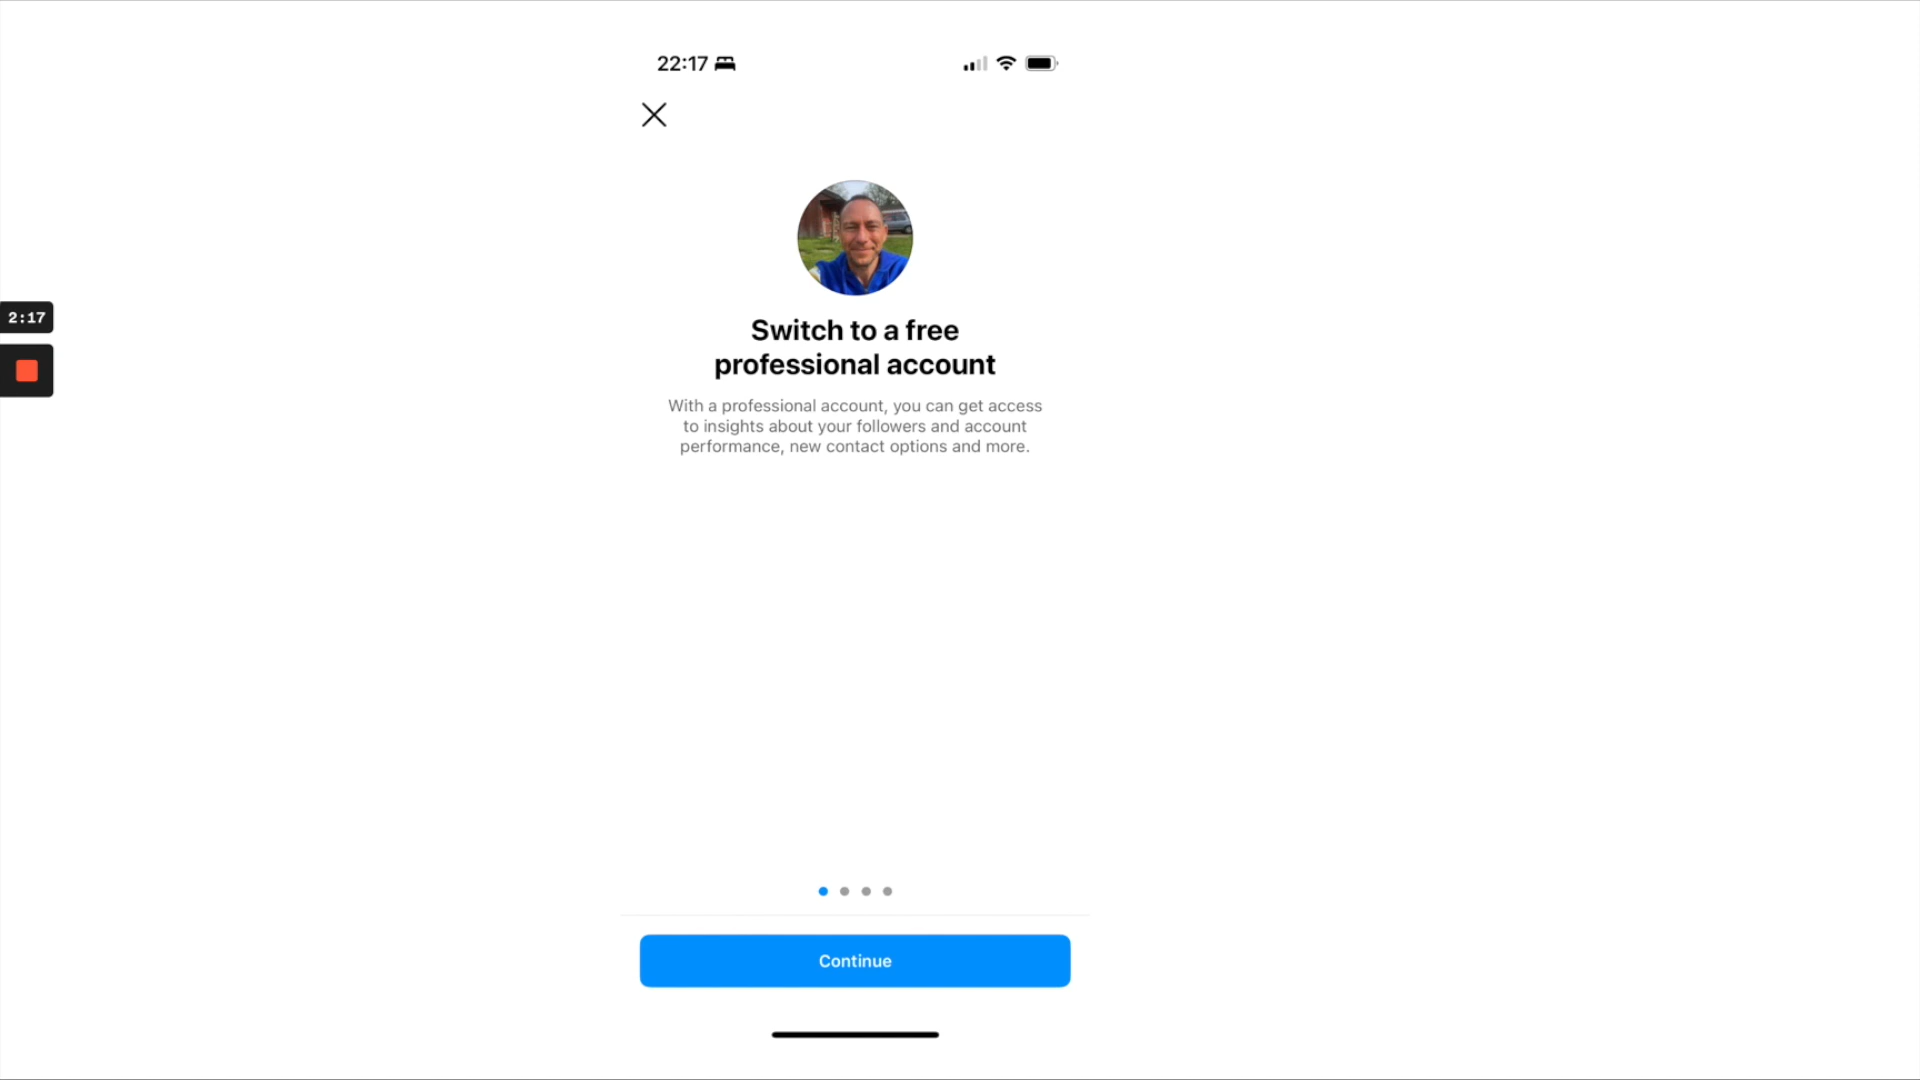 22:17
2:17
Switch to a free
professional account
With a professional account, you can get access
to insights about your followers and account
performance, new contact options and more.
Continue